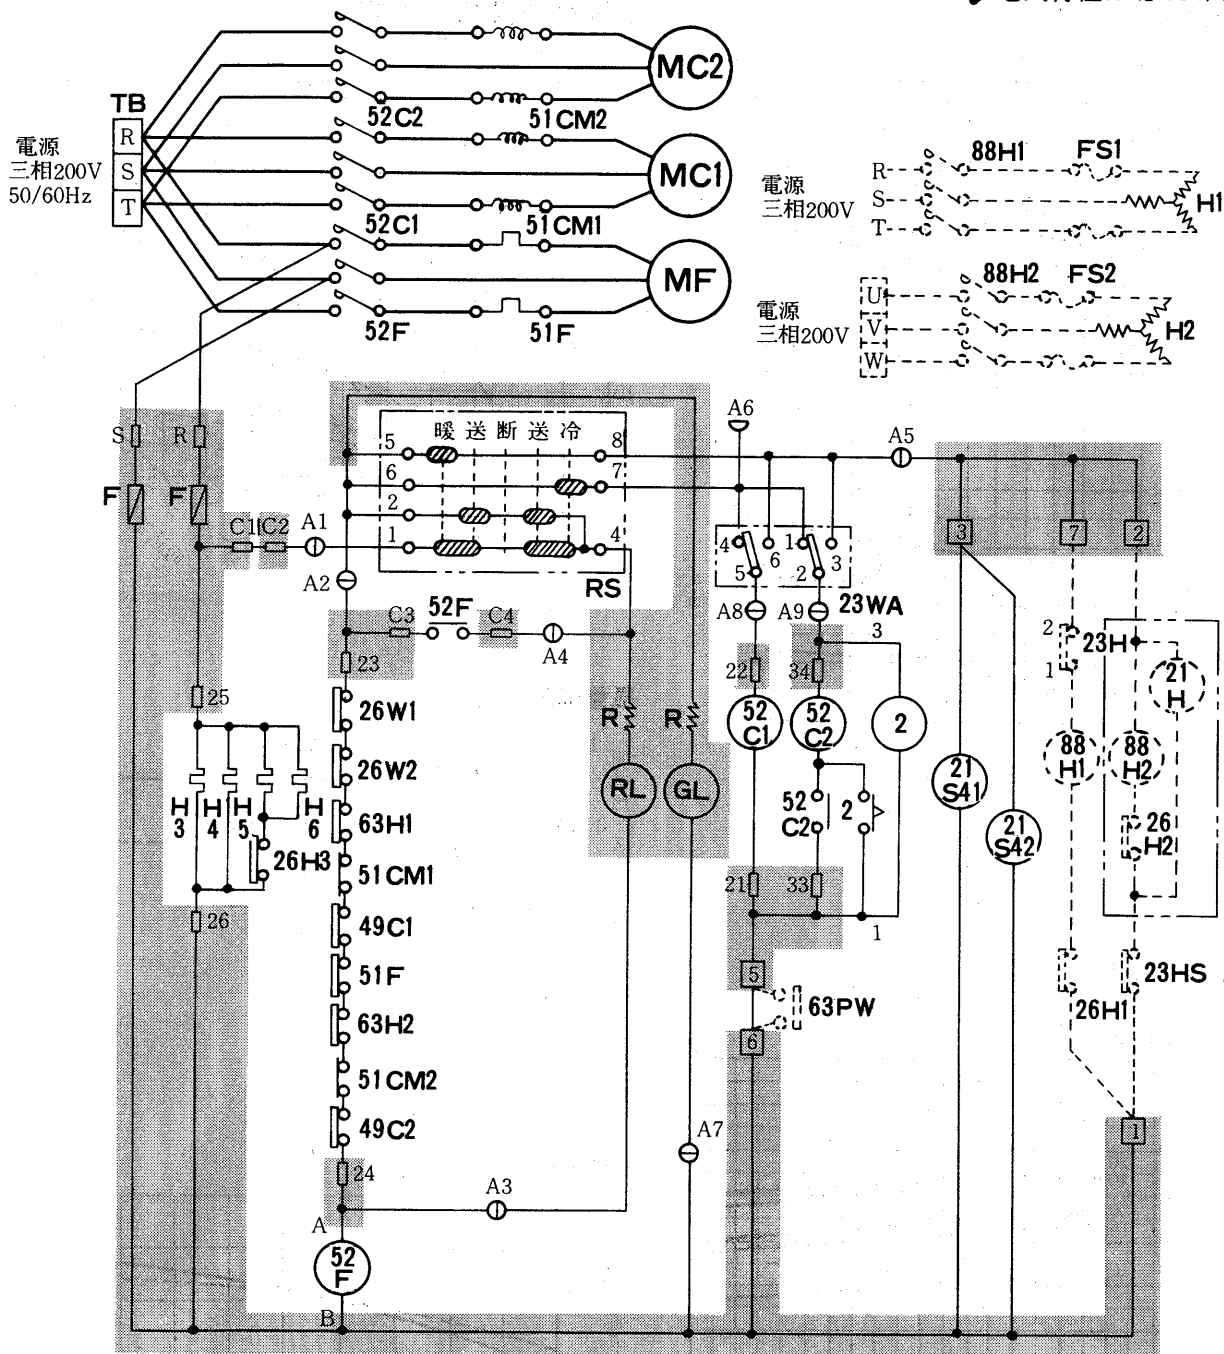 TB
R
S
T
電源
三相200V
50/60Hz
52C2
51CM2
MC2
52C1
51CM1
MC1
52F
51F
MF
電源
三相200V
R
S
T
88H1
FS1
H1
電源
三相200V
U
V
W
88H2
FS2
H2
S
R
F
F
C1
C2
A1
A2
暖 送 断 送 冷
5
8
6
7
2
1
4
RS
A6
A5
4
6
5
1
3
2
A8
A9
23WA
3
7
2
C3
52F
C4
A4
23
26W1
26W2
63H1
51CM1
49C1
51F
63H2
51CM2
49C2
24
A
52
F
B
A3
A7
25
H
3
H
4
H
5
H
6
26H3
26
R
RL
R
GL
22
34
3
52
C1
52
C2
2
52
C2
2
21
33
1
5
63PW
6
21
S41
21
S42
2
1
23H
21
H
88
H1
88
H2
26
H2
26H1
23HS
1